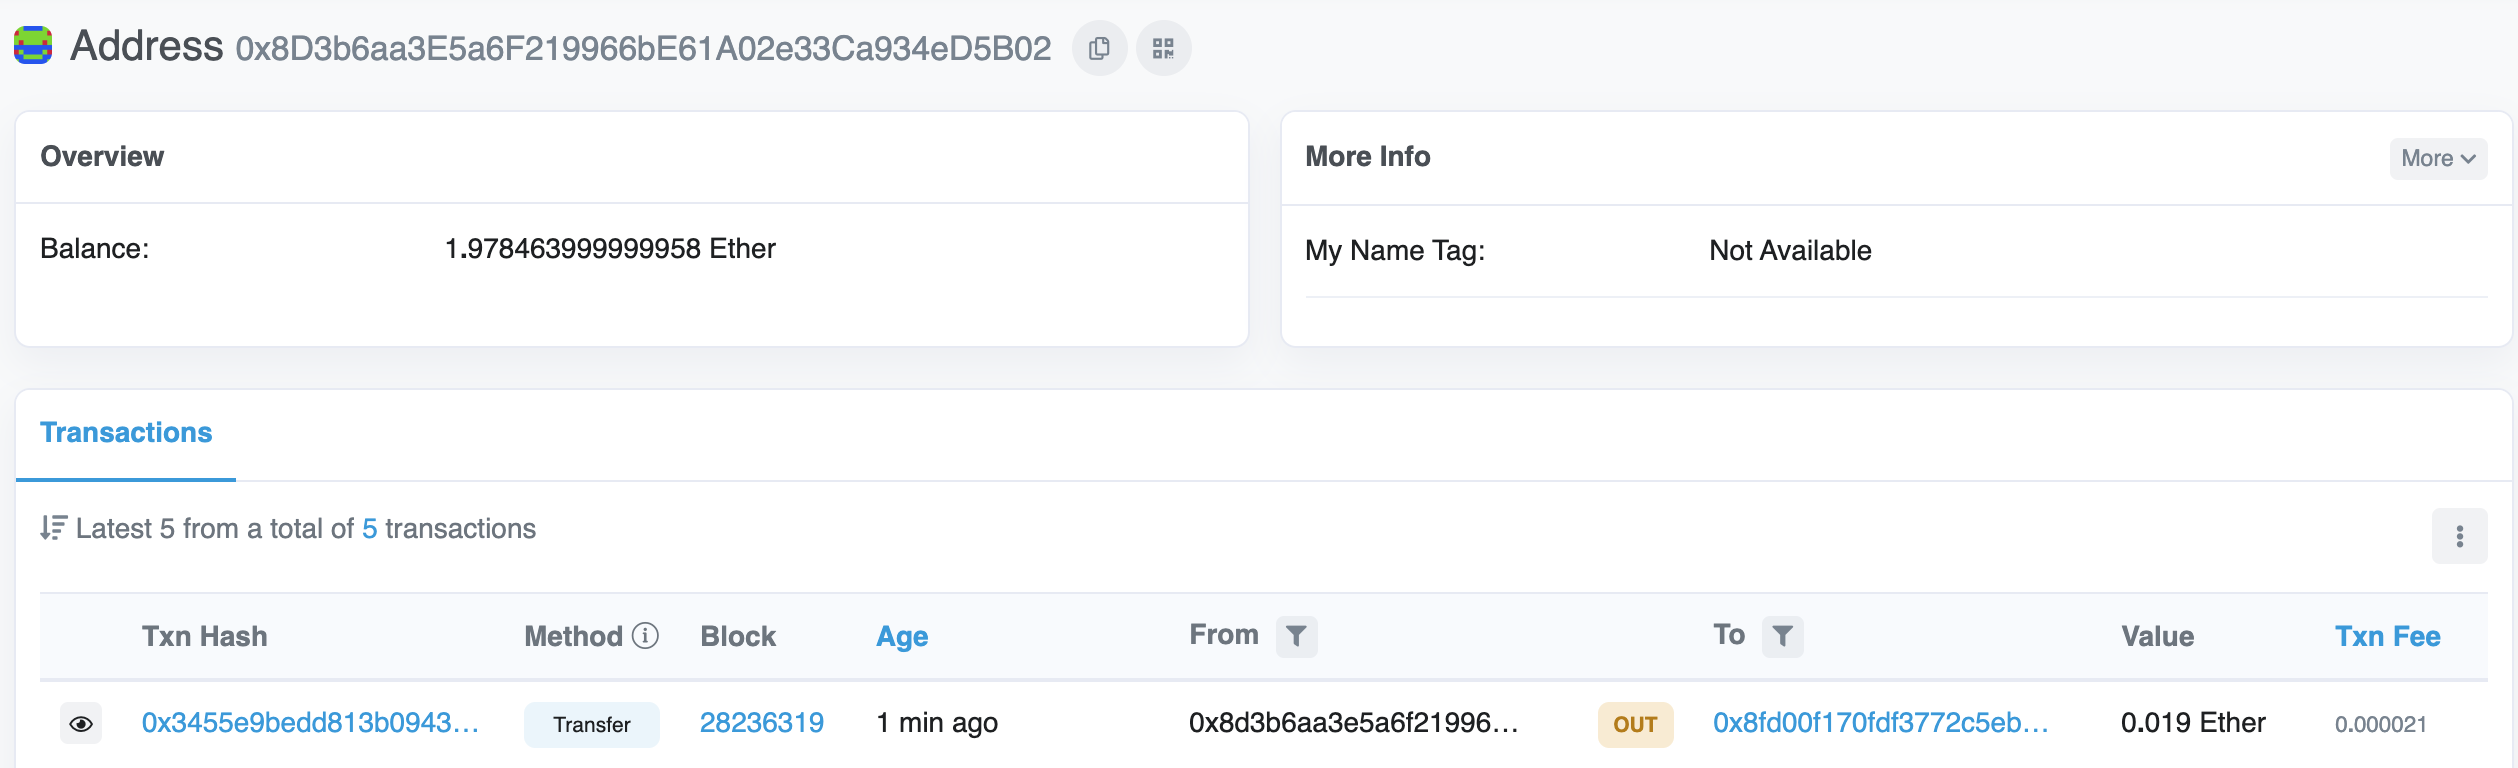 Address 0x8D3b6aa3E5a6F219966bE61A02e33Ca934eD5B02
Overview
Balance: 1.978463999999958 Ether
More Info More
My Name Tag: Not Available
Transactions
Latest 5 from a total of 5 transactions
Txn Hash Method Block Age From To Value Txn Fee
0x3455e9bedd813b0943... Transfer 28236319 1 min ago 0x8d3b6aa3e5a6f21996... OUT 0x8fd00f170fdf3772c5eb... 0.019 Ether 0.000021